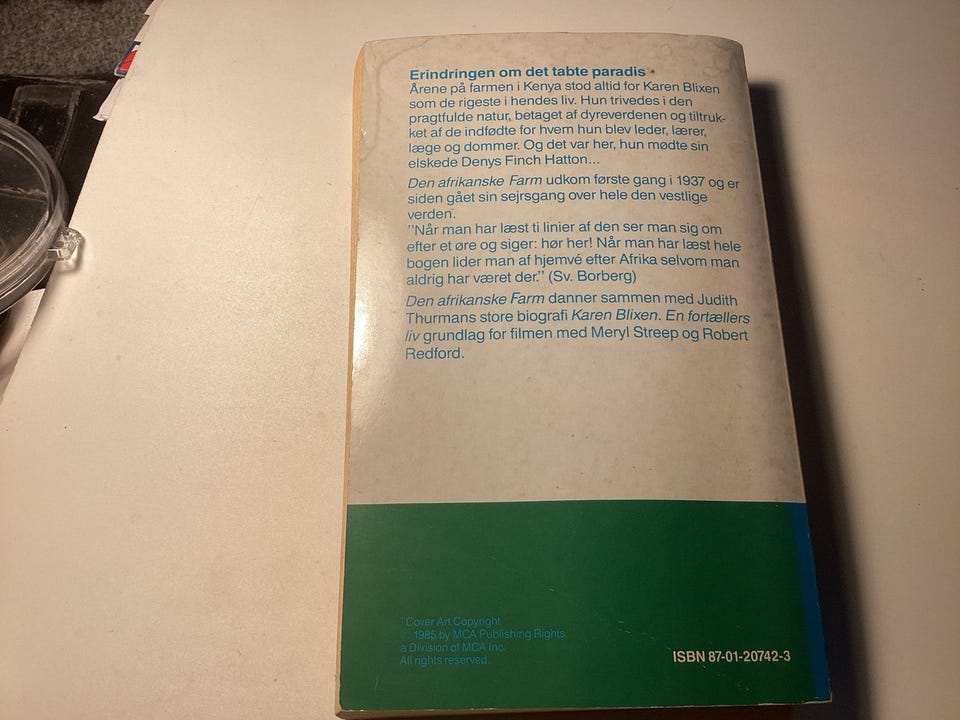 Erindringen om det tabte paradis
Årene på farmen i Kenya stod altid for Karen Blixen
som de rigeste i hendes liv. Hun trivedes i den
pragtfulde natur, betaget af dyreverdenen og tiltruk-
ket af de indfødte for hvem hun blev leder, lærer,
læge og dommer. Og det var her, hun mødte sin
elskede Denys Finch Hatton...
Den afrikanske Farm udkom første gang i 1937 og er
siden gået sin sejrsgang over hele den vestlige
verden.
"Når man har læst ti linier af den ser man sig om
efter et øre og siger: hør her! Når man har læst hele
bogen lider man af hjemvé efter Afrika selvom man
aldrig har været der." (Sv. Borberg)
Den afrikanske Farm danner sammen med Judith
Thurmans store biografi Karen Blixen. En fortællers
liv grundlag for filmen med Meryl Streep og Robert
Redford.
"Cover Art Copyright
1985 by MCA Publishing Rights,
a Division of MCA Inc.
All rights reserved.
ISBN 87-01-20742-3